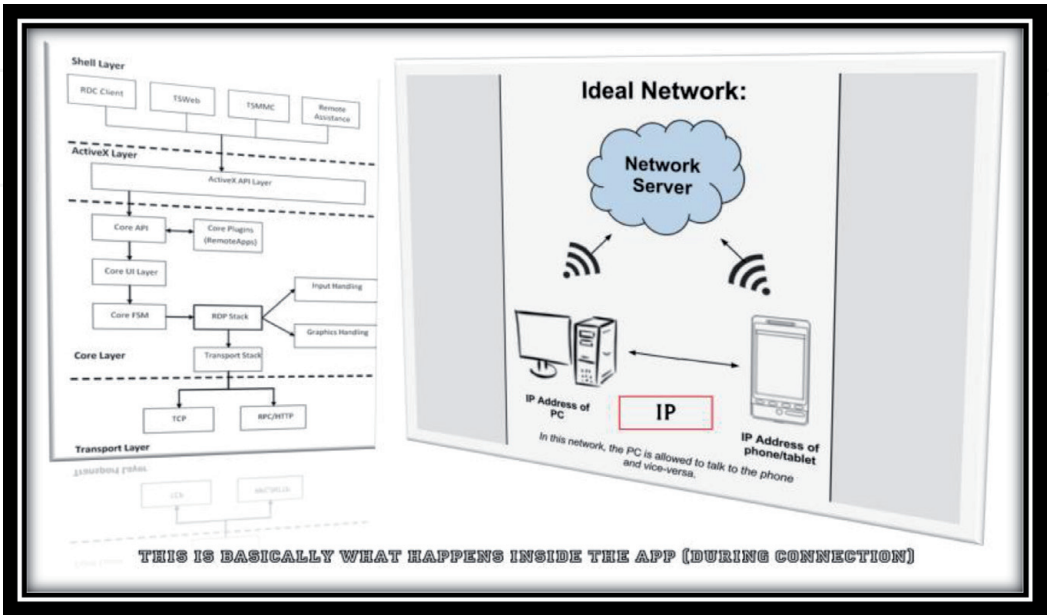 Shell Layer
RDC Client
TSWeb
TSMMC
Remote
Assistance
ActiveX Layer
ActiveX API Layer
Core API
Core Plugins
(RemoteApps)
Core UI Layer
Input Handling
Core FSM
RDP Stack
Graphics Handling
Core Layer
Transport Stack
TCP
RPC/HTTP
Transport Layer
Ideal Network:
Network
Server
IP Address of
PC
IP
IP Address of
phone/tablet
In this network, the PC is allowed to talk to the phone
and vice-versa.
THIS IS BASICALLY WHAT HAPPENS INSIDE THE APP (DURING CONNECTION)